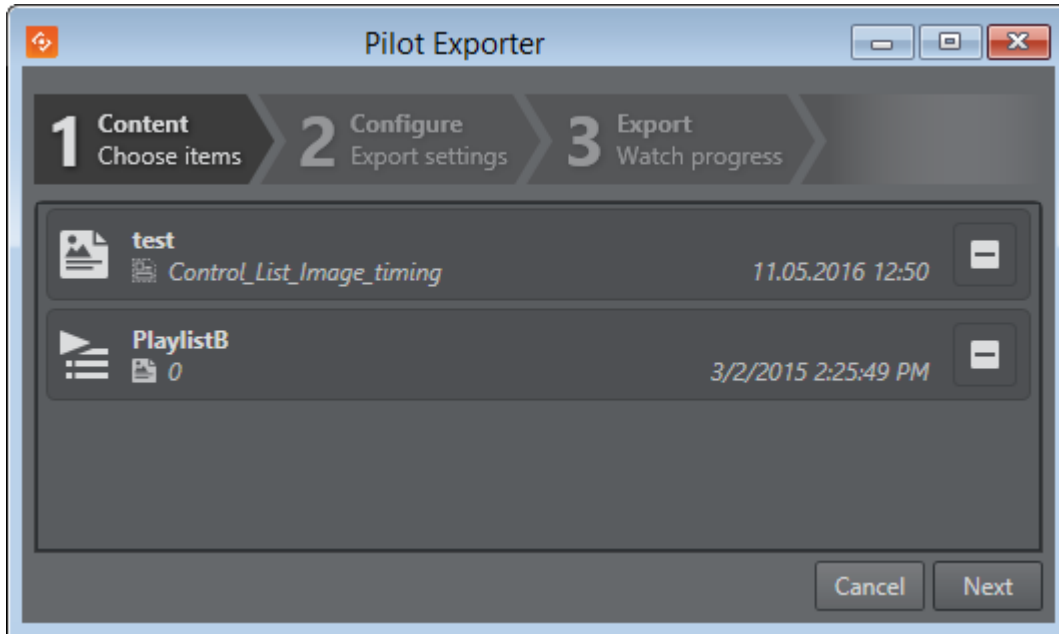 Pilot Exporter
1 Content
Choose items
2 Configure
Export settings
3 Export
Watch progress
test
Control_List_Image_timing 11.05.2016 12:50
PlaylistB
0 3/2/2015 2:25:49 PM
Cancel Next